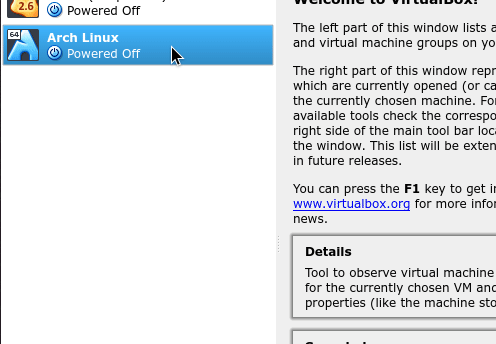 2.6
Powered Off
64
Arch Linux
Powered Off
Welcome to VirtualBox!
The left part of this window lists a
and virtual machine groups on yo
The right part of this window repr
which are currently opened (or ca
the currently chosen machine. For
available tools check the correspo
right side of the main tool bar loca
the window. This list will be exten
in future releases.
You can press the F1 key to get in
www.virtualbox.org for more infor
news.
Details
Tool to observe virtual machine
for the currently chosen VM and
properties (like the machine sto